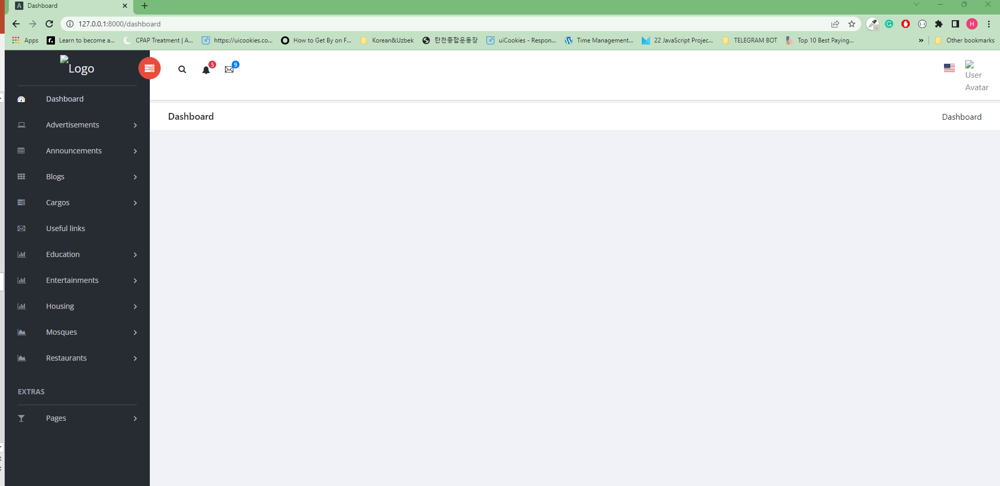 Dashboard
127.0.0.1:8000/dashboard
Apps
r.
Learn to become a...
CPAP Treatment | A...
https://uicookies.co...
How to Get By on F...
Korean&Uzbek
탄천종합운동장
uiCookies - Respon...
Time Management...
22 JavaScript Projec...
TELEGRAM BOT
Top 10 Best Paying...
»
Other bookmarks
H
Logo
5
9
User
Avatar
Dashboard
Dashboard
Dashboard
Advertisements
Announcements
Blogs
Cargos
Useful links
Education
Entertainments
Housing
Mosques
Restaurants
EXTRAS
Pages